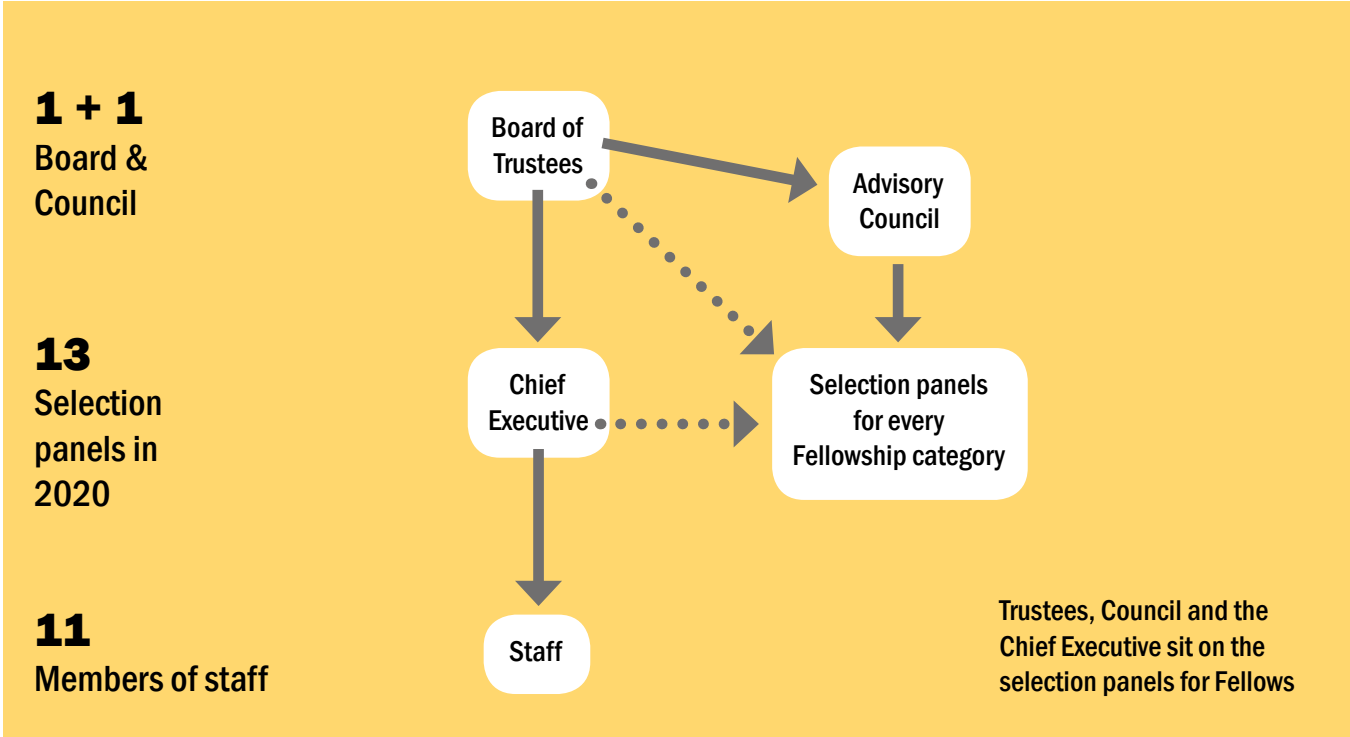 1 + 1
Board &
Council
13
Selection
panels in
2020
11
Members of staff
Board of
Trustees
Advisory
Council
Chief
Executive
Selection panels
for every
Fellowship category
Staff
Trustees, Council and the
Chief Executive sit on the
selection panels for Fellows